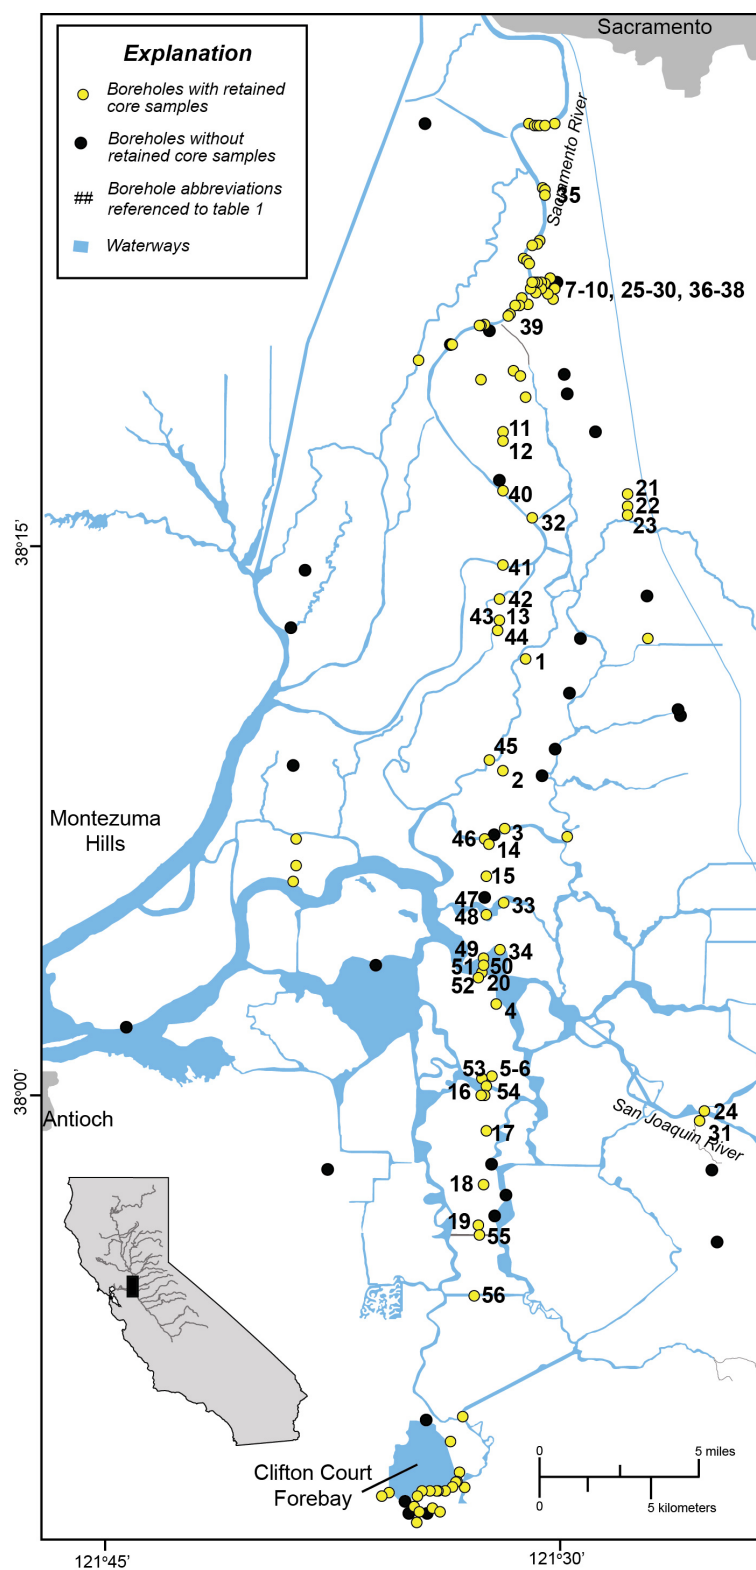 Sacramento
Explanation
Boreholes with retained
core samples
Boreholes without
retained core samples
## Borehole abbreviations
referenced to table 1
Waterways
Sacramento River
35
7-10, 25-30, 36-38
39
11
12
40
21
22
23
32
38°15'
41
42
43 13
44
1
45
2
Montezuma
Hills
3
46
14
15
47
33
48
34
49
51 50
20
52
4
53 5-6
16 54
38°00'
Antioch
24
31
San Joaquin River
17
18
19
55
56
Clifton Court
Forebay
0 5 miles
0 5 kilometers
121°45' 121°30'